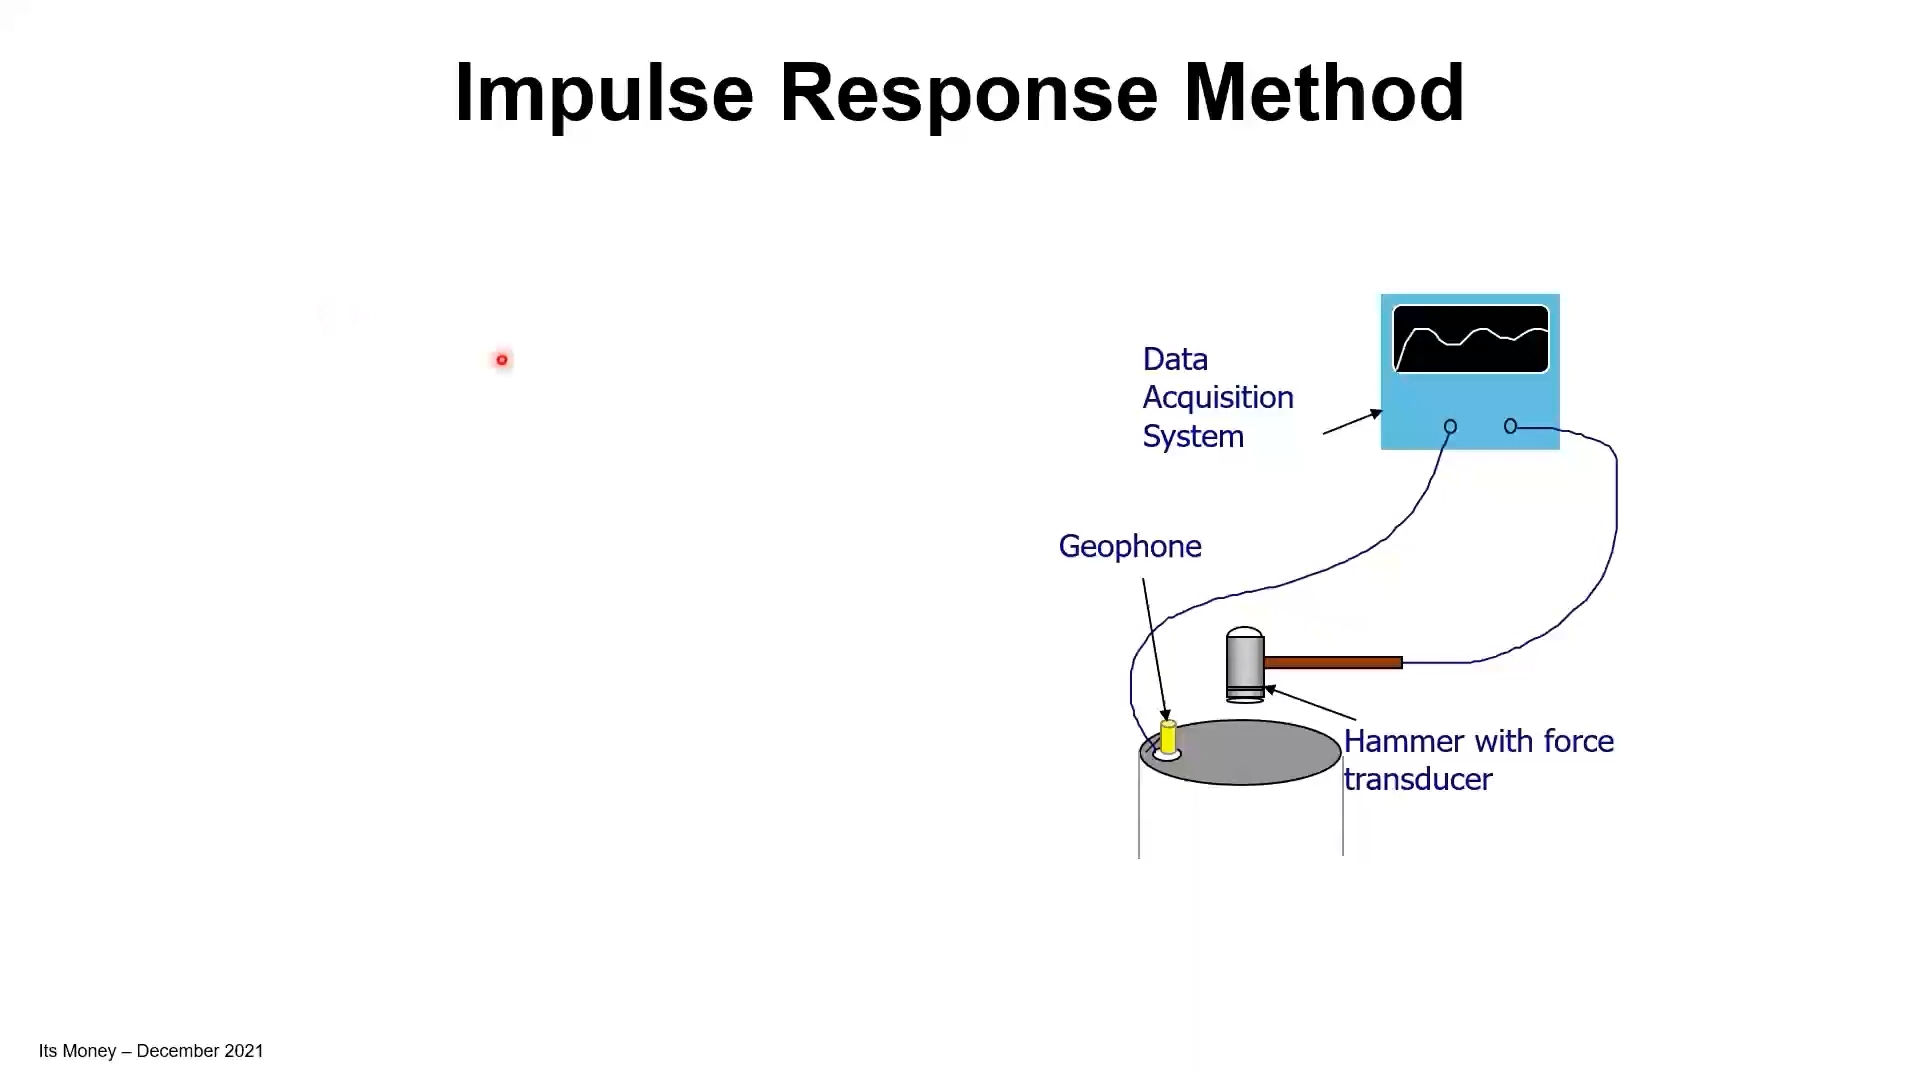 Impulse Response Method
Data
Acquisition
System
Geophone
Hammer with force
transducer
Its Money – December 2021